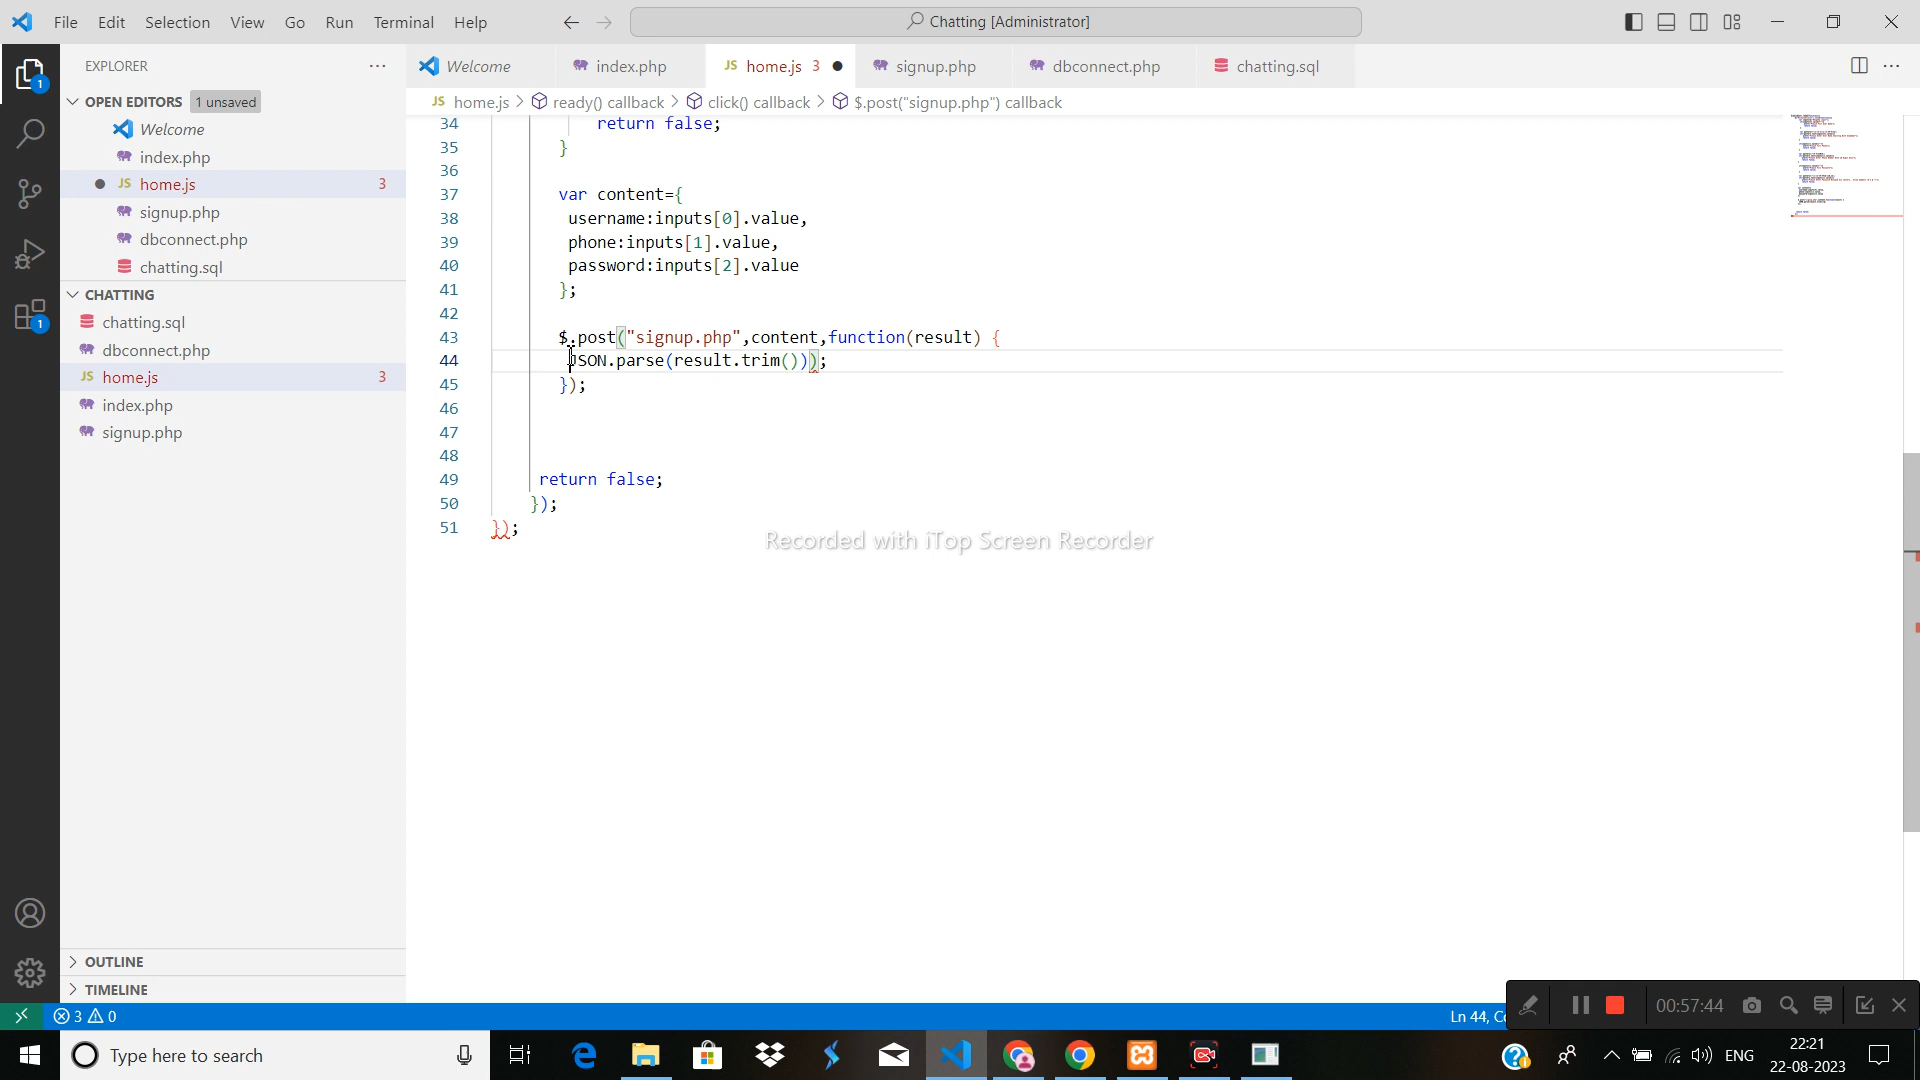 File Edit Selection View Go Run Terminal Help
Chatting [Administrator]
EXPLORER
Welcome
index.php
home.js 3
signup.php
dbconnect.php
chatting.sql
OPEN EDITORS 1 unsaved
home.js > ready() callback > click() callback > $.post("signup.php") callback
Welcome
index.php
home.js 3
signup.php
dbconnect.php
chatting.sql
CHATTING
chatting.sql
dbconnect.php
home.js 3
index.php
signup.php
34 return false;
35 }
36
37 var content={
38 username:inputs[0].value,
39 phone:inputs[1].value,
40 password:inputs[2].value
41 };
42
43 $.post("signup.php",content,function(result) {
44 JSON.parse(result.trim()));
45 });
46
47
48
49 return false;
50 });
51 });
Recorded with iTop Screen Recorder
OUTLINE
TIMELINE
3 0
Ln 44,
00:57:44
Type here to search
ENG
22:21
22-08-2023